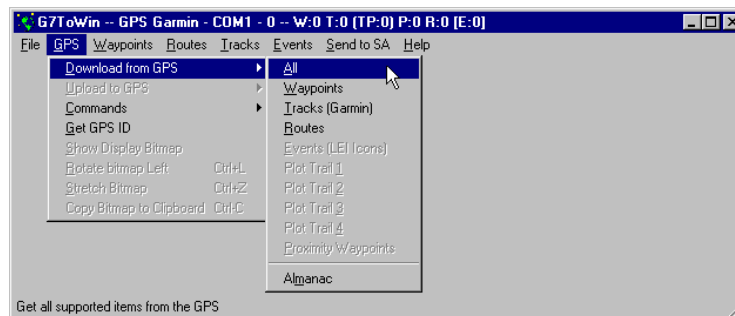 G7ToWin -- GPS Garmin - COM1 - 0 -- W:0 T:0 (TP:0) P:0 R:0 [E:0]
File GPS Waypoints Routes Tracks Events Send to SA Help
Download from GPS
Upload to GPS
Commands
Get GPS ID
Show Display Bitmap
Rotate bitmap Left Ctrl+L
Stretch Bitmap Ctrl+Z
Copy Bitmap to Clipboard Ctrl-C
All
Waypoints
Tracks (Garmin)
Routes
Events (LEI Icons)
Plot Trail 1
Plot Trail 2
Plot Trail 3
Plot Trail 4
Proximity Waypoints
Almanac
Get all supported items from the GPS